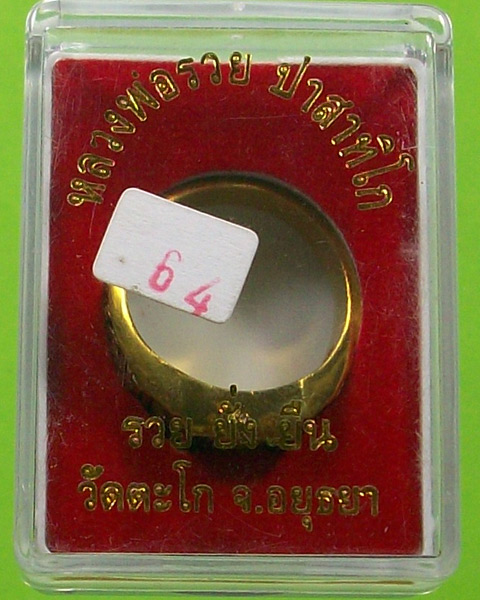 หลวงพ่อรวย ปาสาทิโก
64
รวย ยั่ง ยืน
วัดตะโก จ.อยุธยา